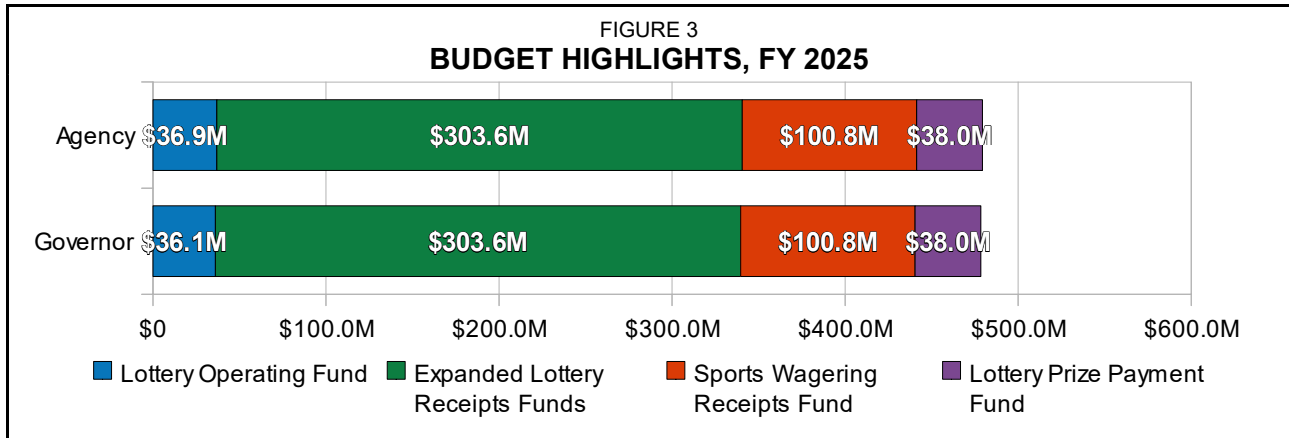 FIGURE 3
BUDGET HIGHLIGHTS, FY 2025
Agency $36.9M $303.6M $100.8M $38.0M
Governor $36.1M $303.6M $100.8M $38.0M
$0 $100.0M $200.0M $300.0M $400.0M $500.0M $600.0M
Lottery Operating Fund Expanded Lottery Sports Wagering Lottery Prize Payment
Receipts Funds Receipts Fund Fund